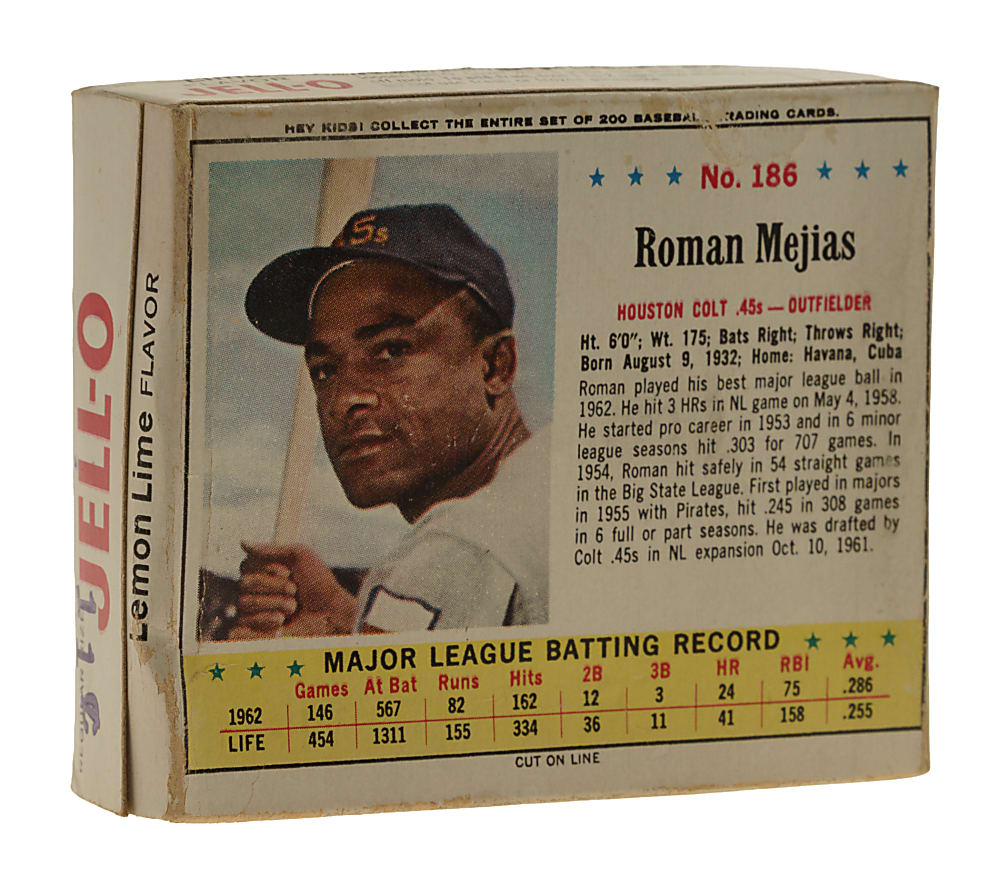 JELL-O
HEY KIDS! COLLECT THE ENTIRE SET OF 200 BASEBALL TRADING CARDS.
JELL-O
Lemon Lime FLAVOR
.45s
No. 186
Roman Mejias
HOUSTON COLT .45s — OUTFIELDER
Ht. 6'0"; Wt. 175; Bats Right; Throws Right;
Born August 9, 1932; Home: Havana, Cuba
Roman played his best major league ball in
1962. He hit 3 HRs in NL game on May 4, 1958.
He started pro career in 1953 and in 6 minor
league seasons hit .303 for 707 games. In
1954, Roman hit safely in 54 straight games
in the Big State League. First played in majors
in 1955 with Pirates, hit .245 in 308 games
in 6 full or part seasons. He was drafted by
Colt .45s in NL expansion Oct. 10, 1961.
MAJOR LEAGUE BATTING RECORD
Games At Bat Runs Hits 2B 3B HR RBI Avg.
1962 146 567 82 162 12 3 24 75 .286
LIFE 454 1311 155 334 36 11 41 158 .255
CUT ON LINE